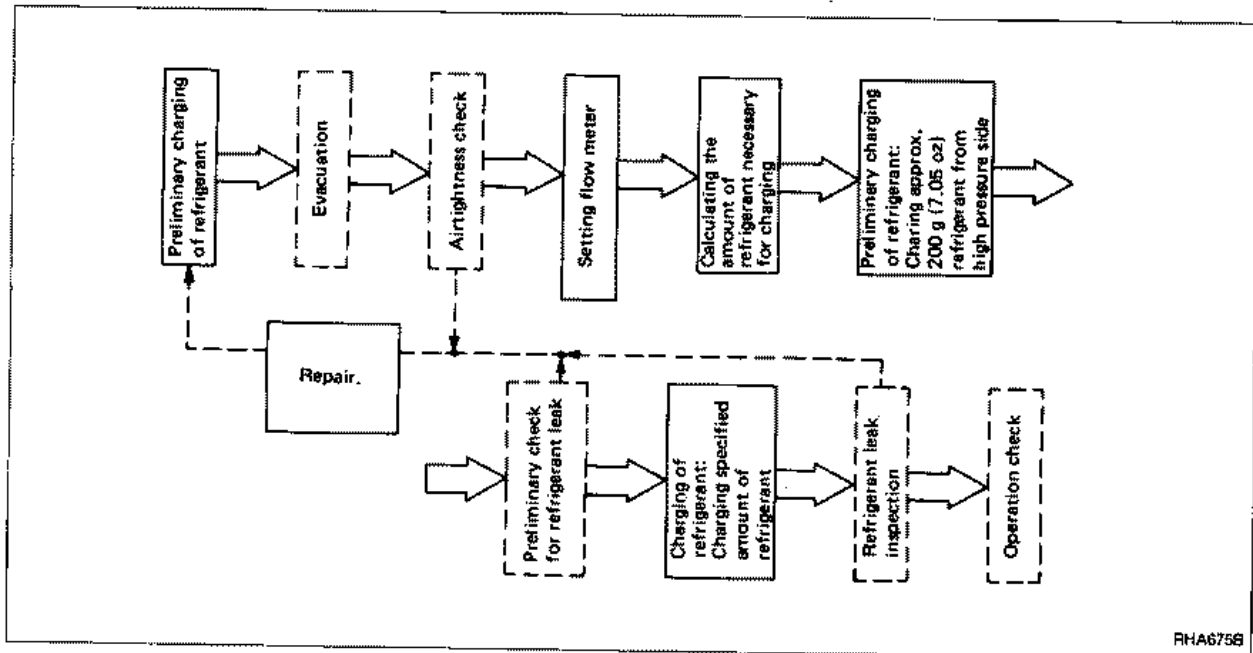 Preliminary charging
of refrigerant
Evacuation
Airtightness check
Setting flow meter
Calculating the
amount of
refrigerant necessary
for charging
Preliminary charging
of refrigerant:
Charing approx.
200 g (7.05 oz)
refrigerant from
high pressure side
Repair.
Preliminary check
for refrigerant leak
Charging of
refrigerant:
Charging specified
amount of
refrigerant
Refrigerant leak
inspection
Operation check
RHA675B